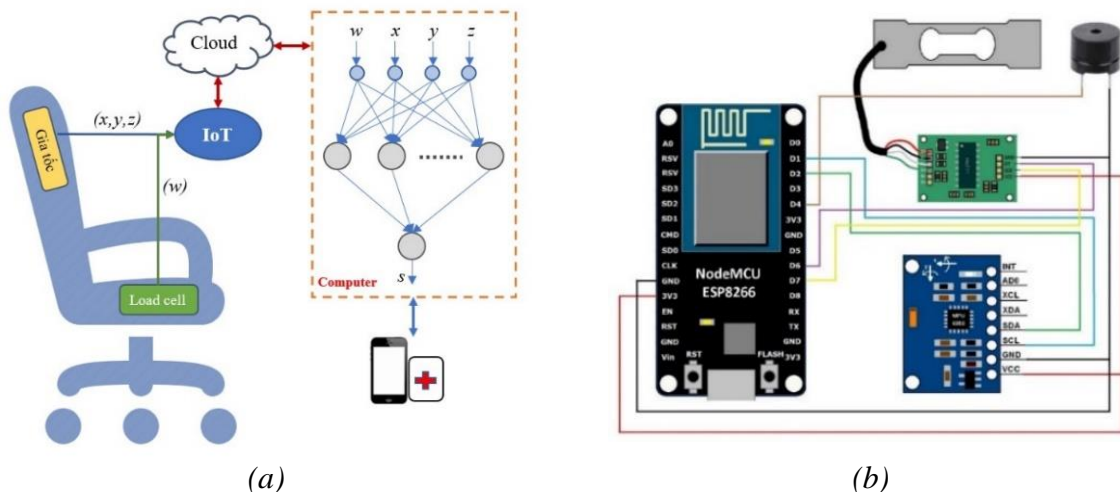 w x y z
Cloud
(x,y,z)
IoT
Gia tốc
(w)
Load cell
Computer
s
A0
RSV
RSV
SD3
SD2
SD1
CMD
SD0
CLK
GND
3V3
EN
RST
GND
Vin
D0
D1
D2
D3
D4
3V3
GND
D5
D6
D7
D8
RX
TX
GND
3V3
NodeMCU
ESP8266
RST
FLASH
INT
AD0
XCL
XDA
SDA
SCL
GND
VCC
(a)
(b)